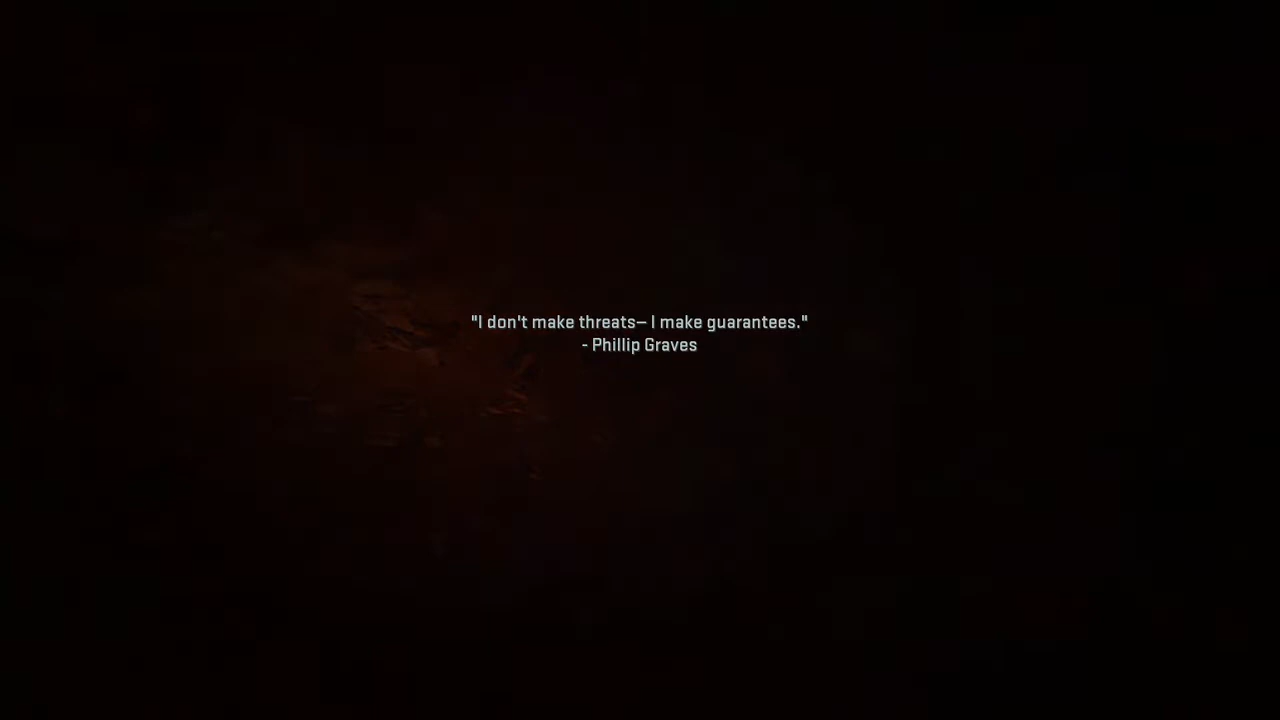 "I don't make threats— I make guarantees."
- Phillip Graves